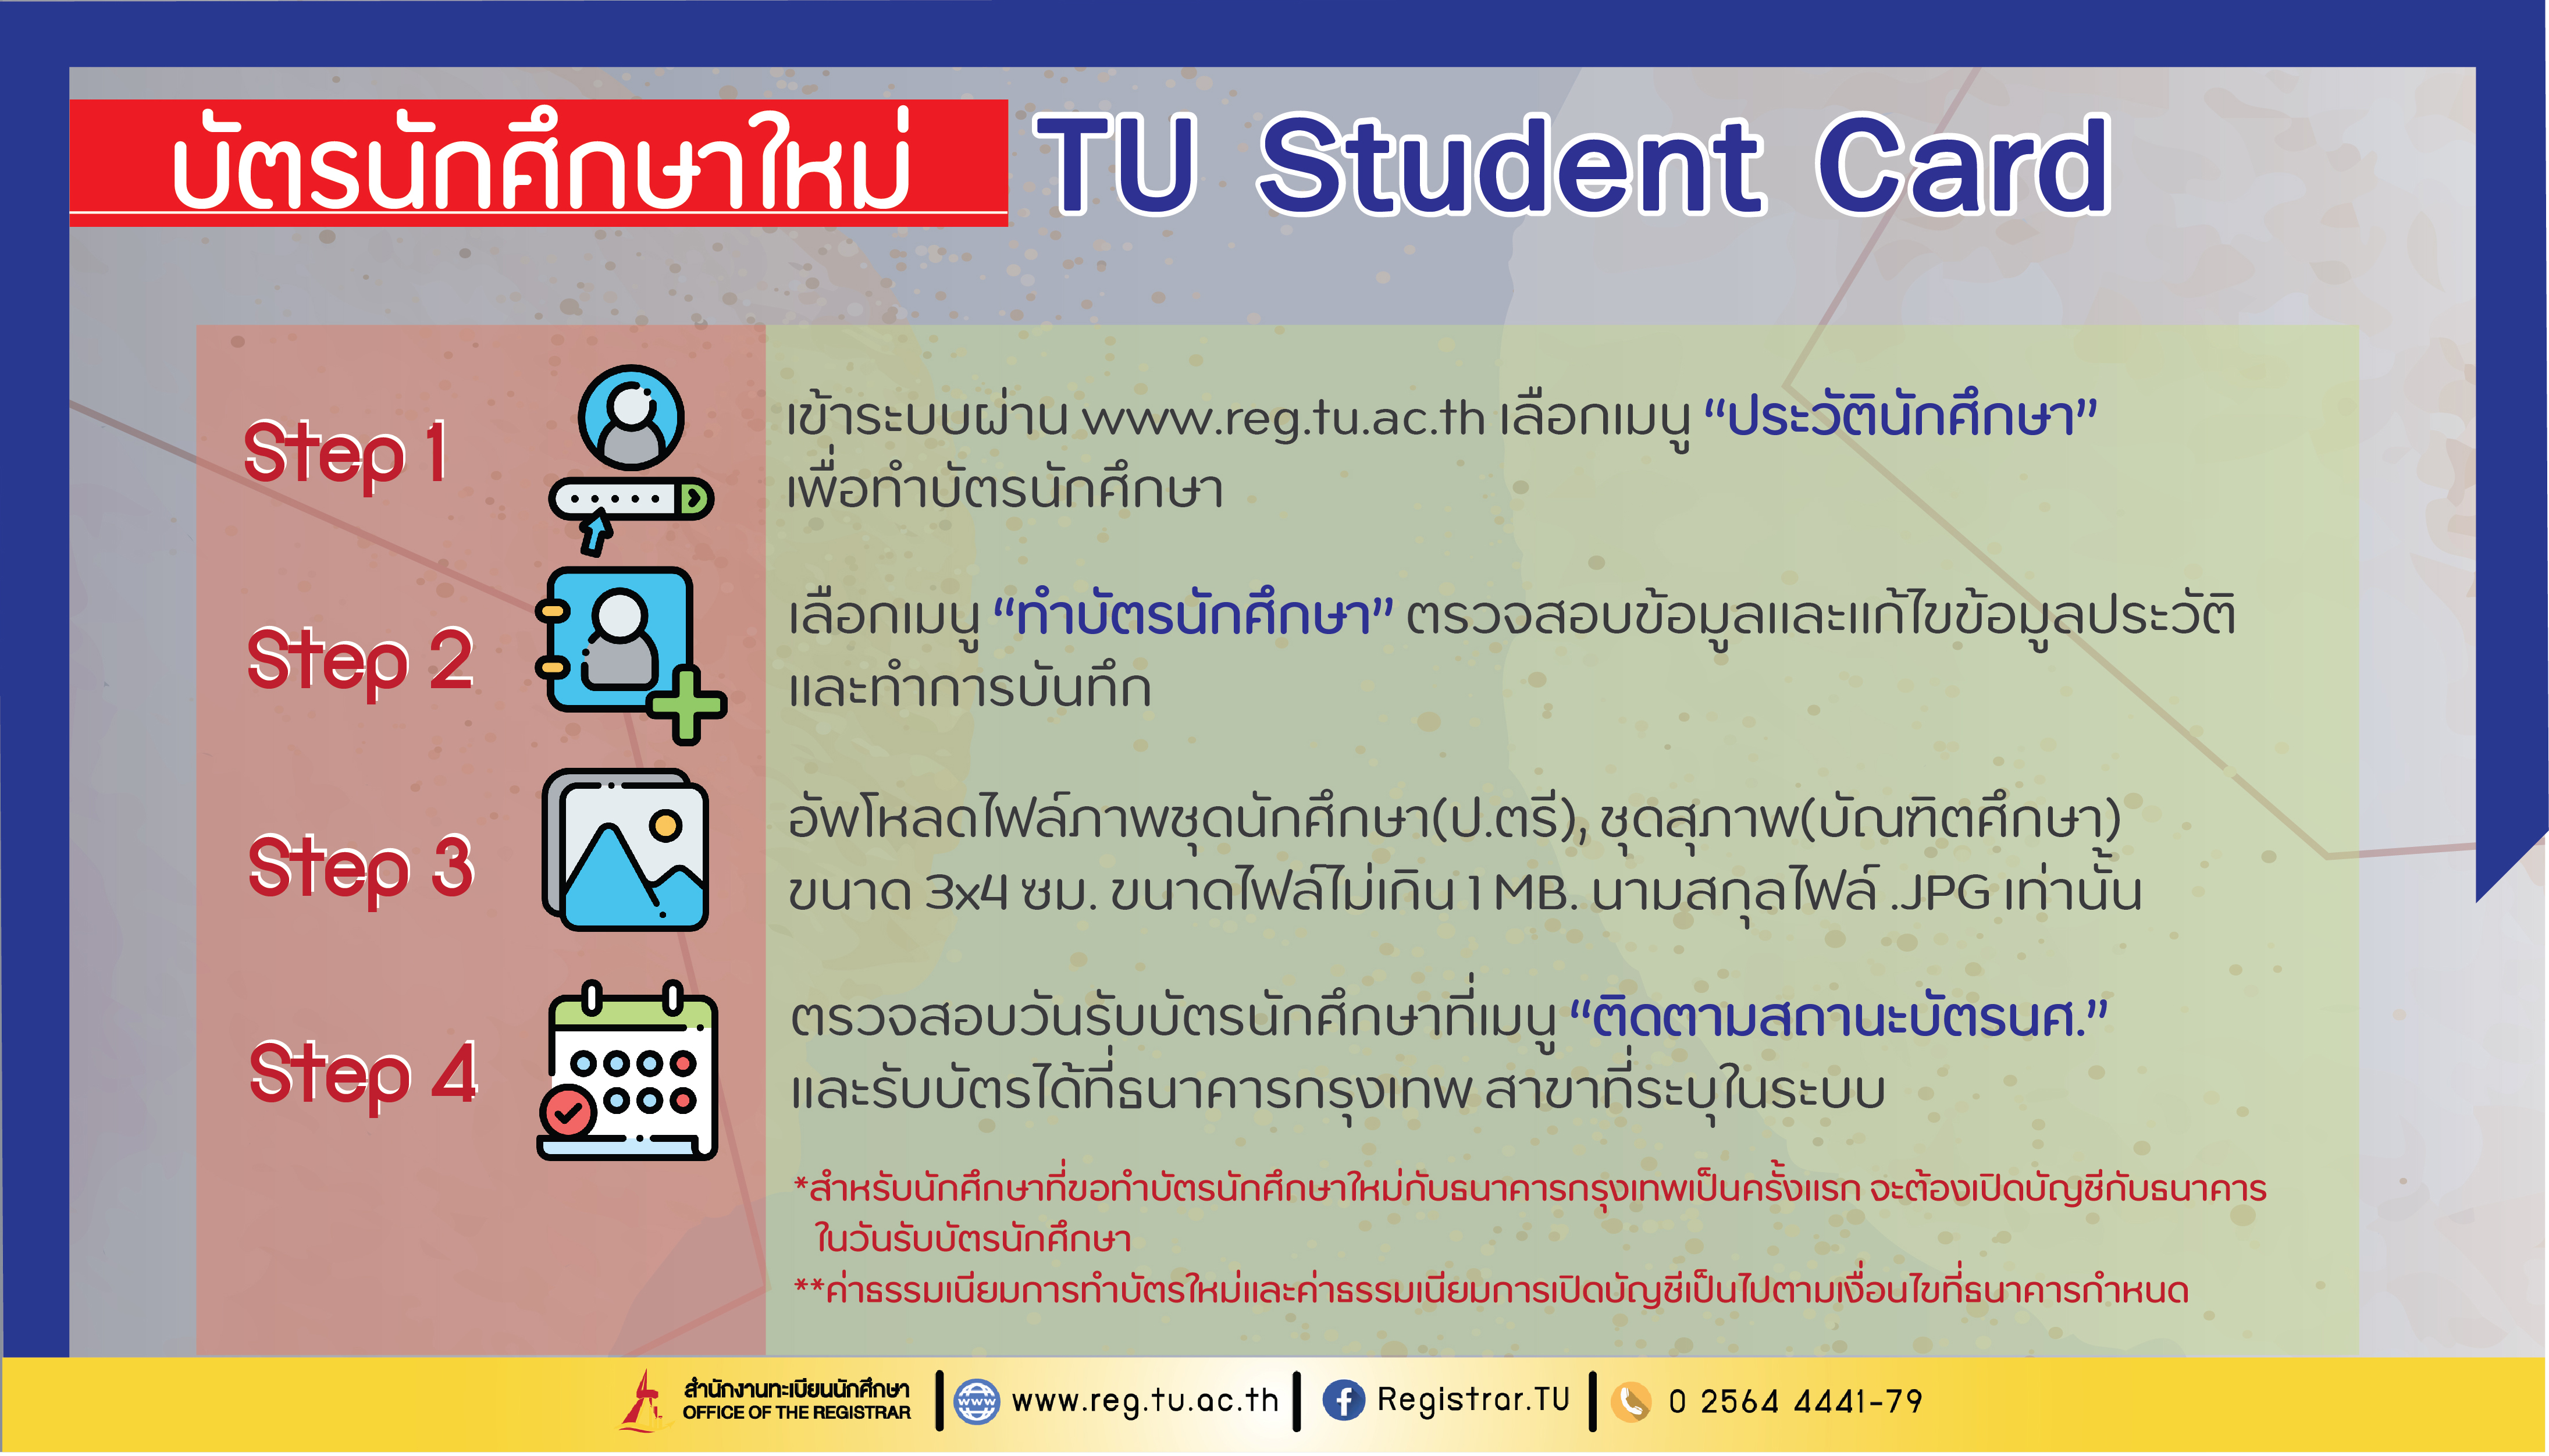 บัตรนักศึกษาใหม่ TU Student Card
Step 1
เข้าระบบผ่าน www.reg.tu.ac.th เลือกเมนู “ประวัตินักศึกษา”
เพื่อทำบัตรนักศึกษา
Step 2
เลือกเมนู “ทำบัตรนักศึกษา” ตรวจสอบข้อมูลและแก้ไขข้อมูลประวัติ
และทำการบันทึก
Step 3
อัพโหลดไฟล์ภาพชุดนักศึกษา(ป.ตรี), ชุดสุภาพ(บัณฑิตศึกษา)
ขนาด 3x4 ซม. ขนาดไฟล์ไม่เกิน 1 MB. นามสกุลไฟล์ .JPG เท่านั้น
Step 4
ตรวจสอบวันรับบัตรนักศึกษาที่เมนู “ติดตามสถานะบัตรนศ.”
และรับบัตรได้ที่ธนาคารกรุงเทพ สาขาที่ระบุในระบบ
*สำหรับนักศึกษาที่ขอทำบัตรนักศึกษาใหม่กับธนาคารกรุงเทพเป็นครั้งแรก จะต้องเปิดบัญชีกับธนาคาร
ในวันรับบัตรนักศึกษา
**ค่าธรรมเนียมการทำบัตรใหม่และค่าธรรมเนียมการเปิดบัญชีเป็นไปตามเงื่อนไขที่ธนาคารกำหนด
สำนักงานทะเบียนนักศึกษา
OFFICE OF THE REGISTRAR
www
www.reg.tu.ac.th
f Registrar.TU
0 2564 4441-79